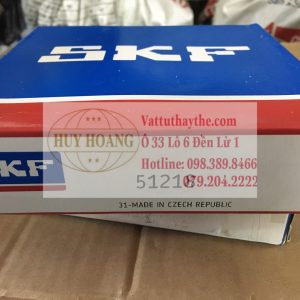 SKF
Vattuthaythe.com
HUY HOANG
Ô 33 Lô 6 Đền Lừ 1
Hotline: 098.389.8466
079.204.2222
SKF
51218
31-MADE IN CZECH REPUBLIC